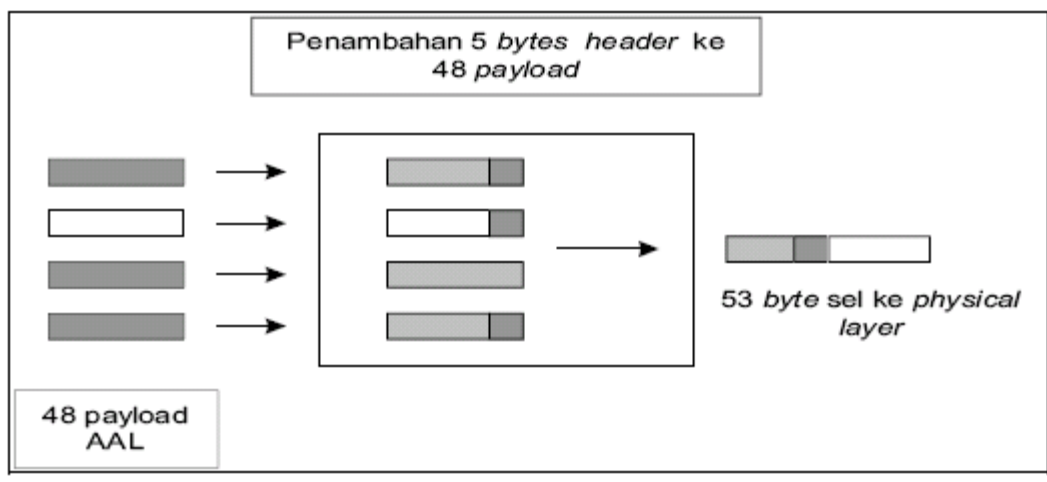 Penambahan 5 bytes header ke
48 payload
53 byte sel ke physical
layer
48 payload
AAL